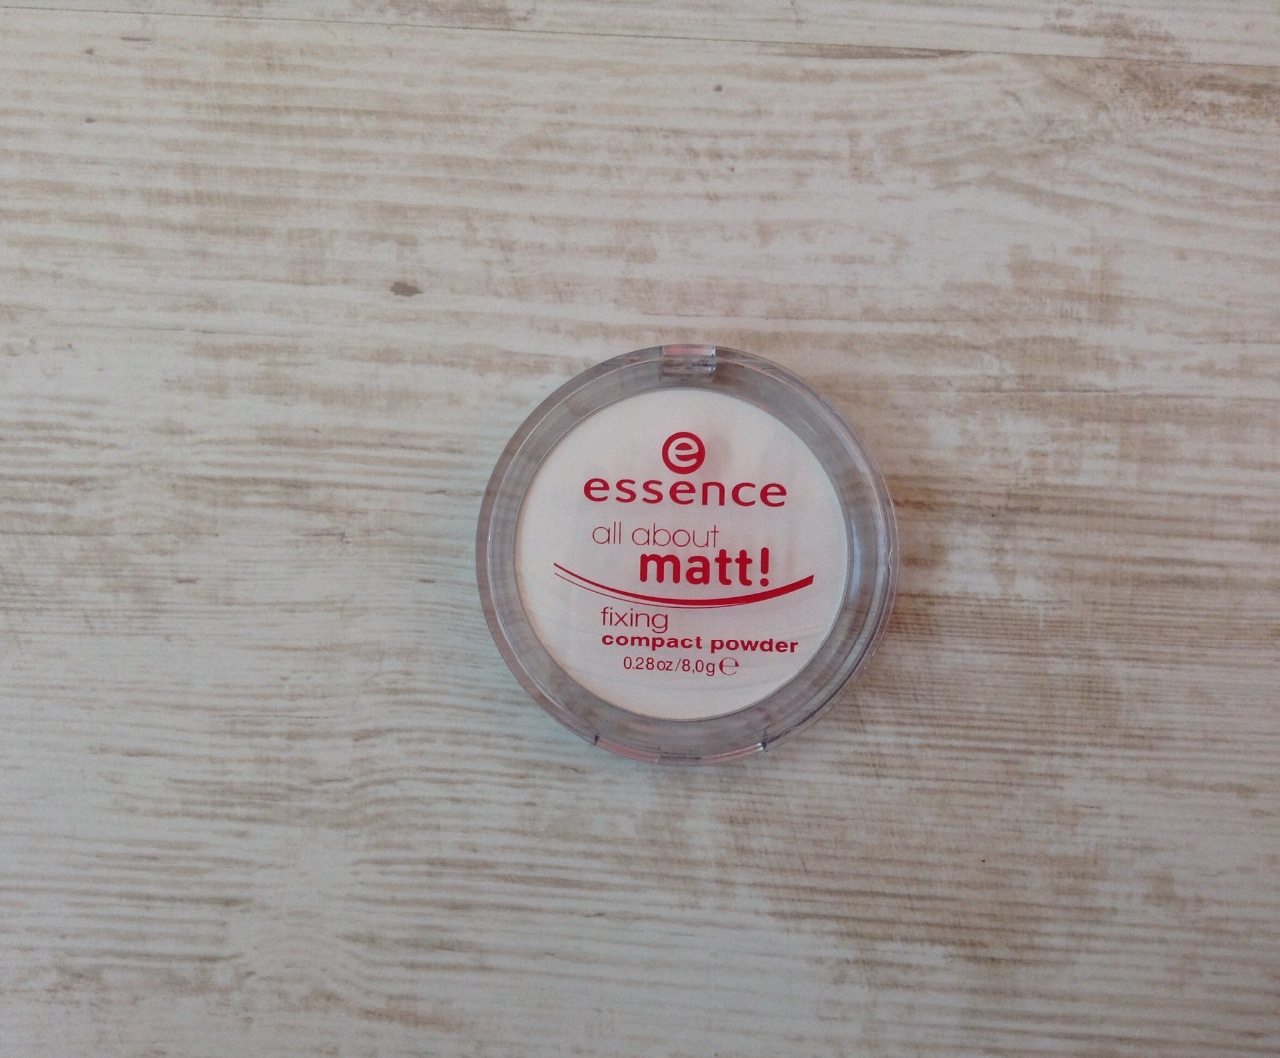 e
essence
all about
matt!
fixing
compact powder
0.28 oz/8,0g ℮